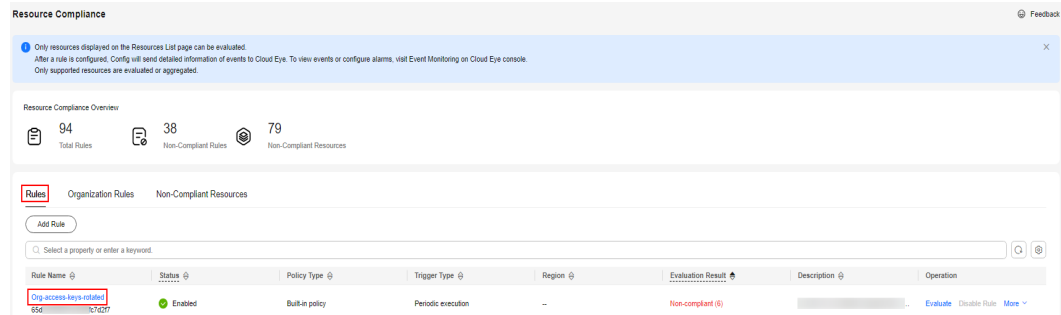 Resource Compliance
Feedback
Only resources displayed on the Resources List page can be evaluated.
After a rule is configured, Config will send detailed information of events to Cloud Eye. To view events or configure alarms, visit Event Monitoring on Cloud Eye console.
Only supported resources are evaluated or aggregated.
Resource Compliance Overview
94
Total Rules
38
Non-Compliant Rules
79
Non-Compliant Resources
Rules Organization Rules Non-Compliant Resources
Add Rule
Select a property or enter a keyword.
Rule Name Status Policy Type Trigger Type Region Evaluation Result Description Operation
Org-access-keys-rotated
65d fc7d2f7
Enabled Built-in policy Periodic execution -- Non-compliant (6) .. Evaluate Disable Rule More